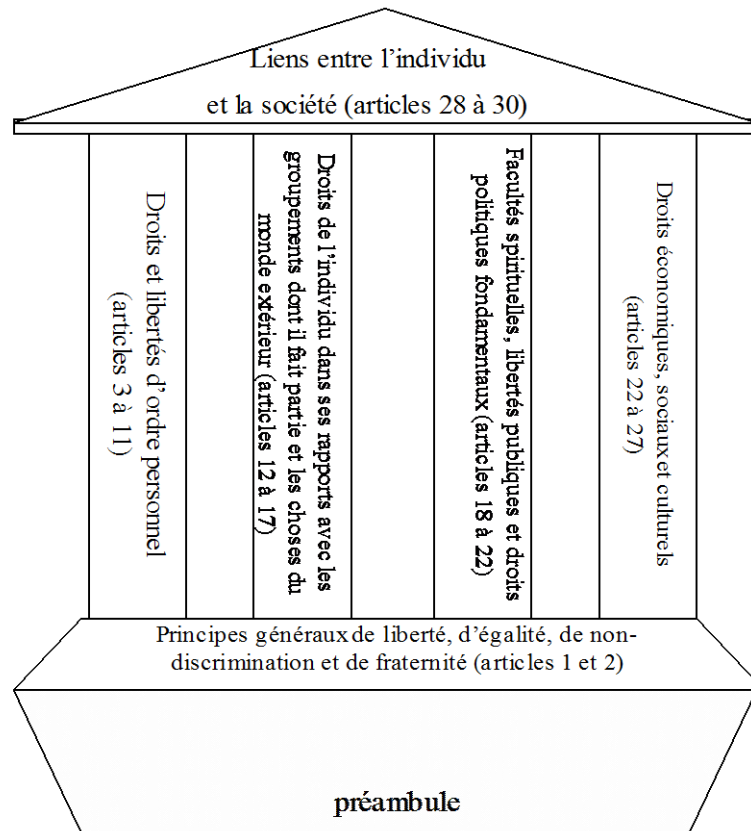 Liens entre l'individu
et la société (articles 28 à 30)
Droits et libertés d'ordre personnel
(articles 3 à 11)
Droits de l'individu dans ses rapports avec les
groupements dont il fait partie et les choses du
monde extérieur (articles 12 à 17)
Facultés spirituelles, libertés publiques et droits
politiques fondamentaux (articles 18 à 22)
Droits économiques, sociaux et culturels
(articles 22 à 27)
Principes généraux de liberté, d'égalité, de non-
discrimination et de fraternité (articles 1 et 2)
préambule